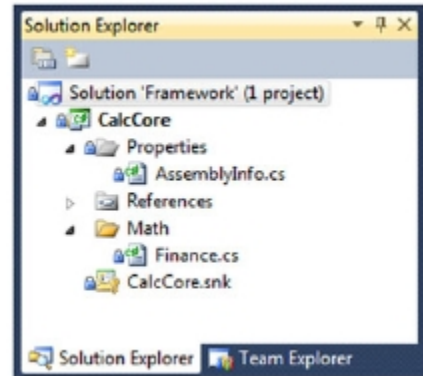 Solution Explorer
Solution 'Framework' (1 project)
CalcCore
Properties
AssemblyInfo.cs
References
Math
Finance.cs
CalcCore.snk
Solution Explorer Team Explorer